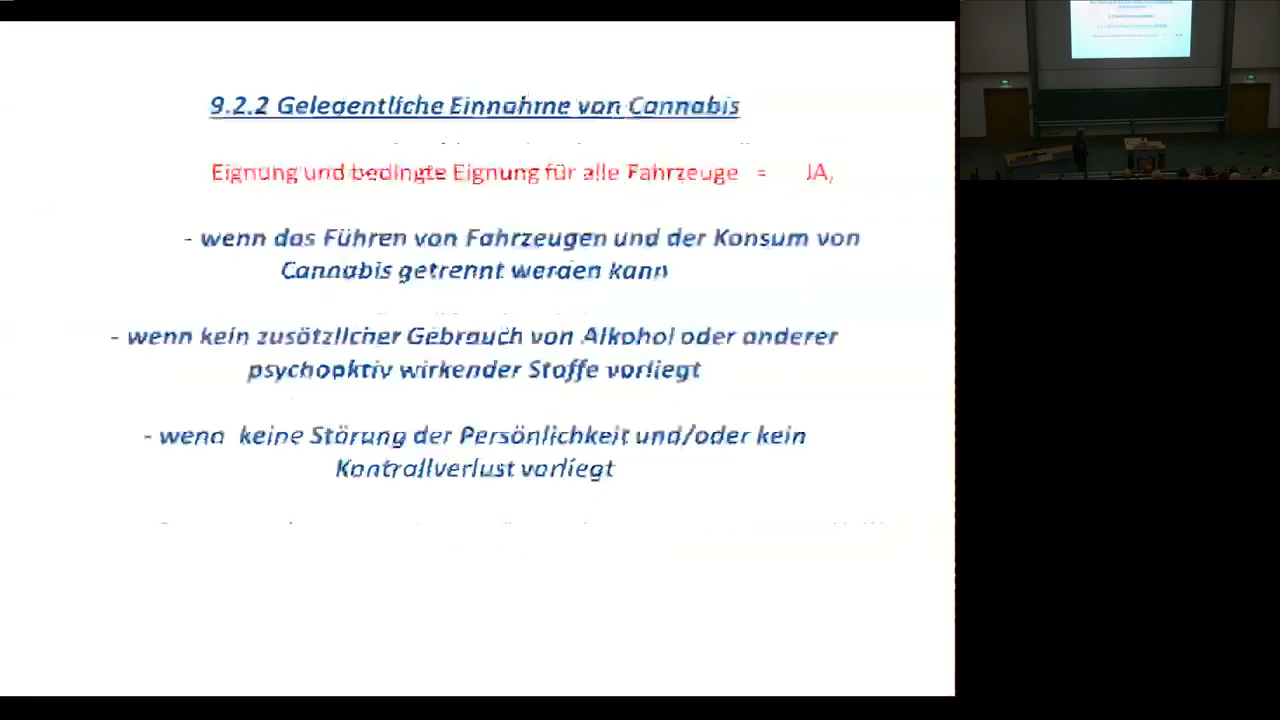 9.2.2 Gelegentliche Einnahme von Cannabis
Eignung und bedingte Eignung für alle Fahrzeuge = JA,
- wenn das Führen von Fahrzeugen und der Konsum von
Cannabis getrennt werden kann
- wenn kein zusätzlicher Gebrauch von Alkohol oder anderer
psychoaktiv wirkender Stoffe vorliegt
- wenn keine Störung der Persönlichkeit und/oder kein
Kontrollverlust vorliegt